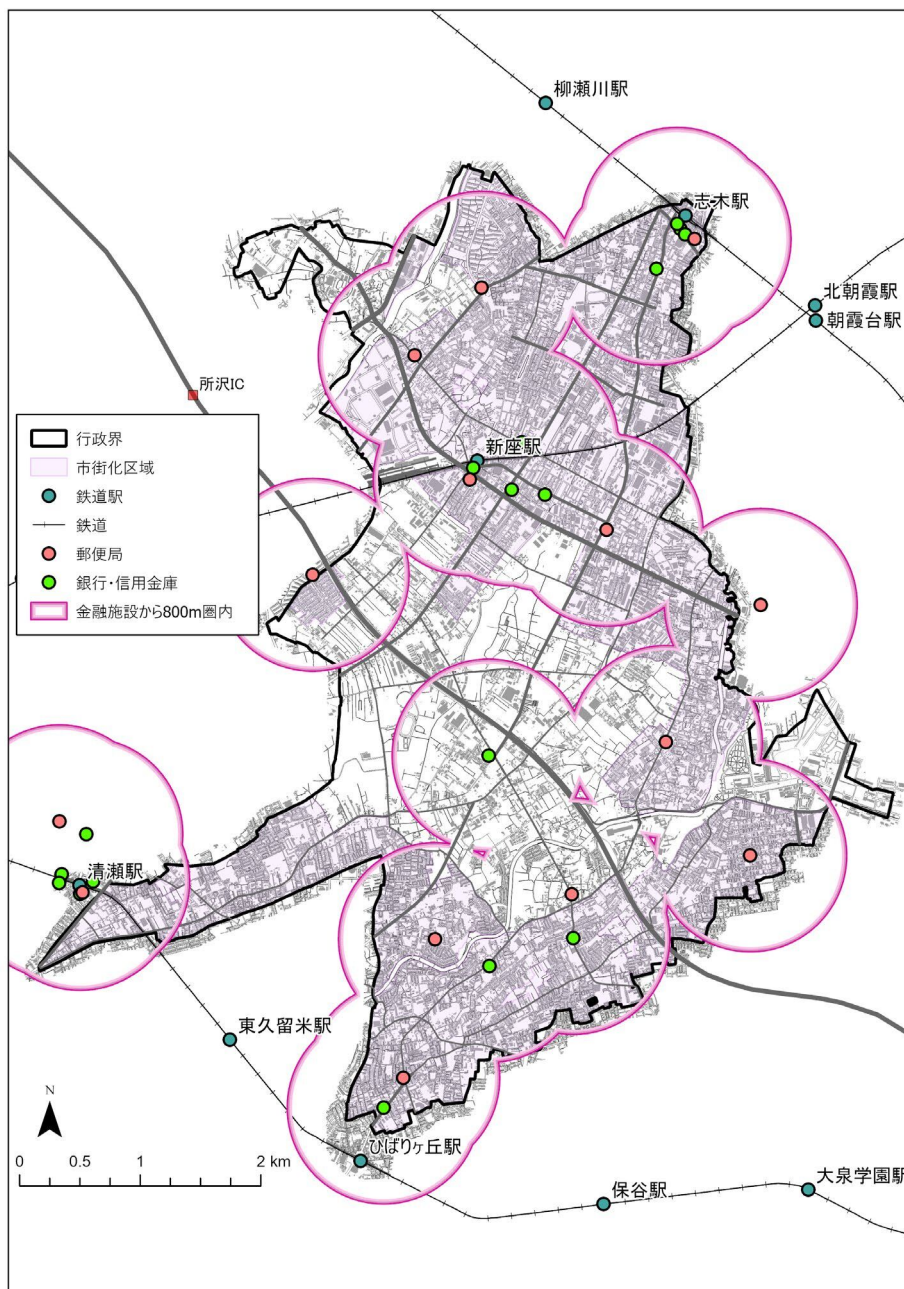 柳瀬川駅
志木駅
北朝霞駅
朝霞台駅
所沢IC
行政界
市街化区域
鉄道駅
鉄道
郵便局
銀行・信用金庫
金融施設から800m圏内
新座駅
清瀬駅
東久留米駅
N
0 0.5 1 2 km
ひばりヶ丘駅
保谷駅
大泉学園駅